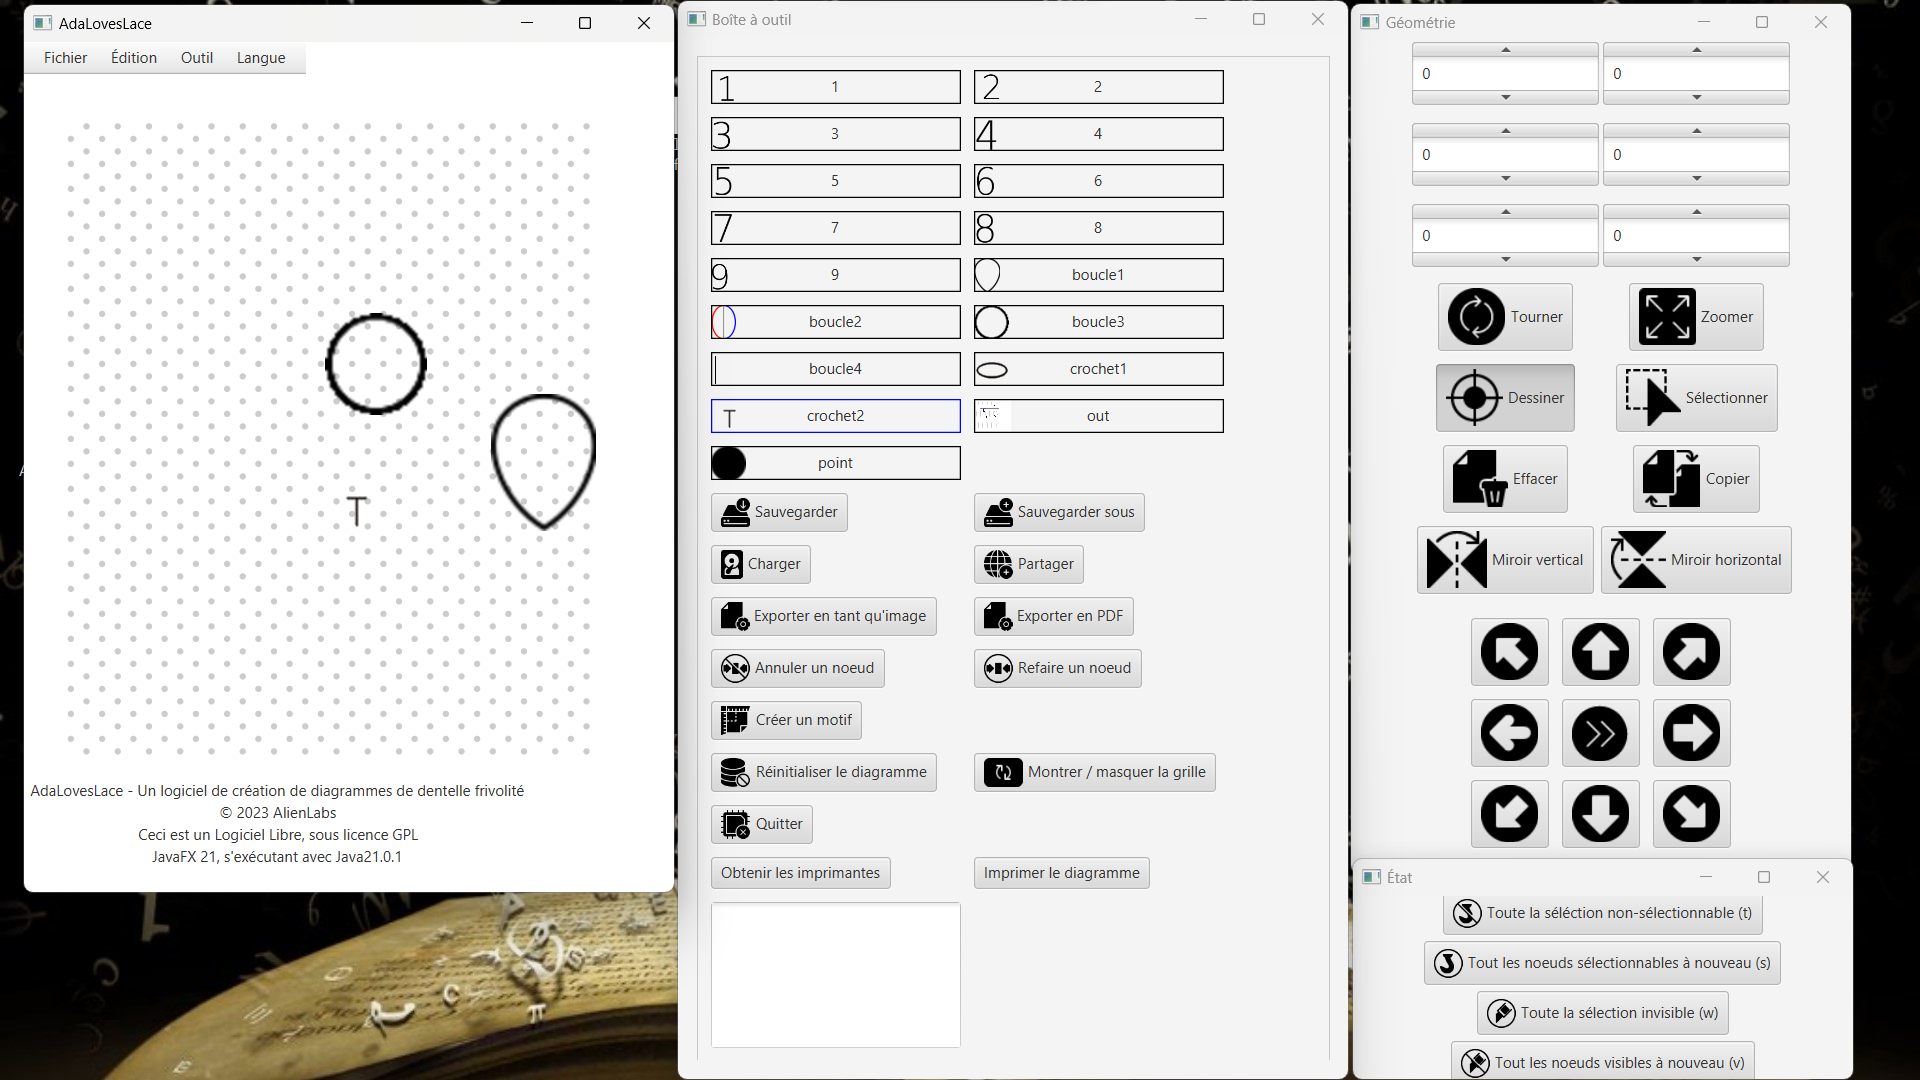 AdaLovesLace
Fichier Édition Outil Langue
T
AdaLovesLace - Un logiciel de création de diagrammes de dentelle frivolité
© 2023 AlienLabs
Ceci est un Logiciel Libre, sous licence GPL
JavaFX 21, s'exécutant avec Java21.0.1
Boîte à outil
1 1 2 2
3 3 4 4
5 5 6 6
7 7 8 8
9 9 boucle1
boucle2 boucle3
boucle4 crochet1
T crochet2 out
point
Sauvegarder Sauvegarder sous
Charger Partager
Exporter en tant qu'image Exporter en PDF
Annuler un noeud Refaire un noeud
Créer un motif
Réinitialiser le diagramme Montrer / masquer la grille
Quitter
Obtenir les imprimantes Imprimer le diagramme
Géométrie
0 0
0 0
0 0
Tourner Zoomer
Dessiner Sélectionner
Effacer Copier
Miroir vertical Miroir horizontal
État
Toute la séléction non-sélectionnable (t)
Tout les noeuds sélectionnables à nouveau (s)
Toute la sélection invisible (w)
Tout les noeuds visibles à nouveau (v)